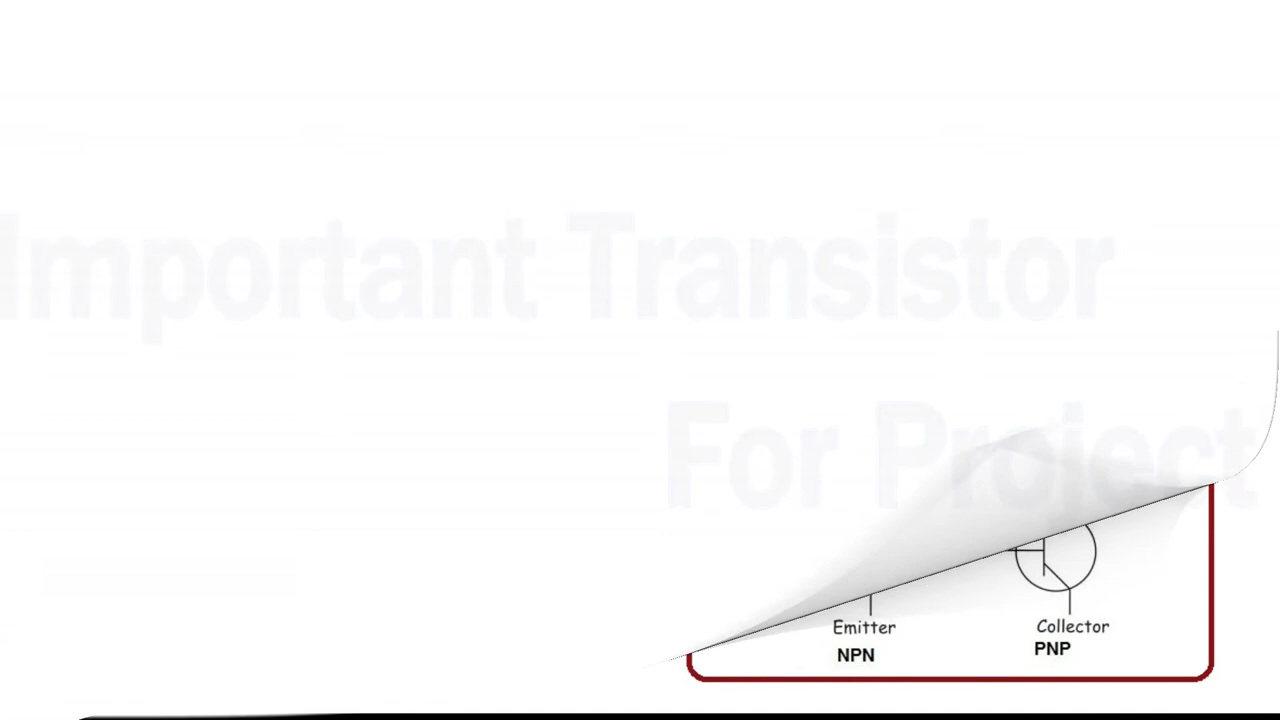 Important Transistor
For Project
Emitter
Collector
NPN
PNP